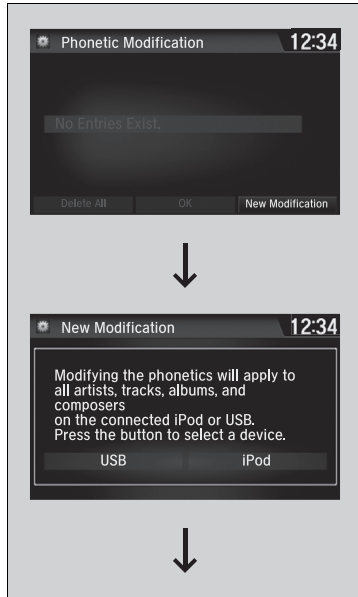 Phonetic Modification 12:34
No Entries Exist.
Delete All OK New Modification
New Modification 12:34
Modifying the phonetics will apply to
all artists, tracks, albums, and
composers
on the connected iPod or USB.
Press the button to select a device.
USB iPod